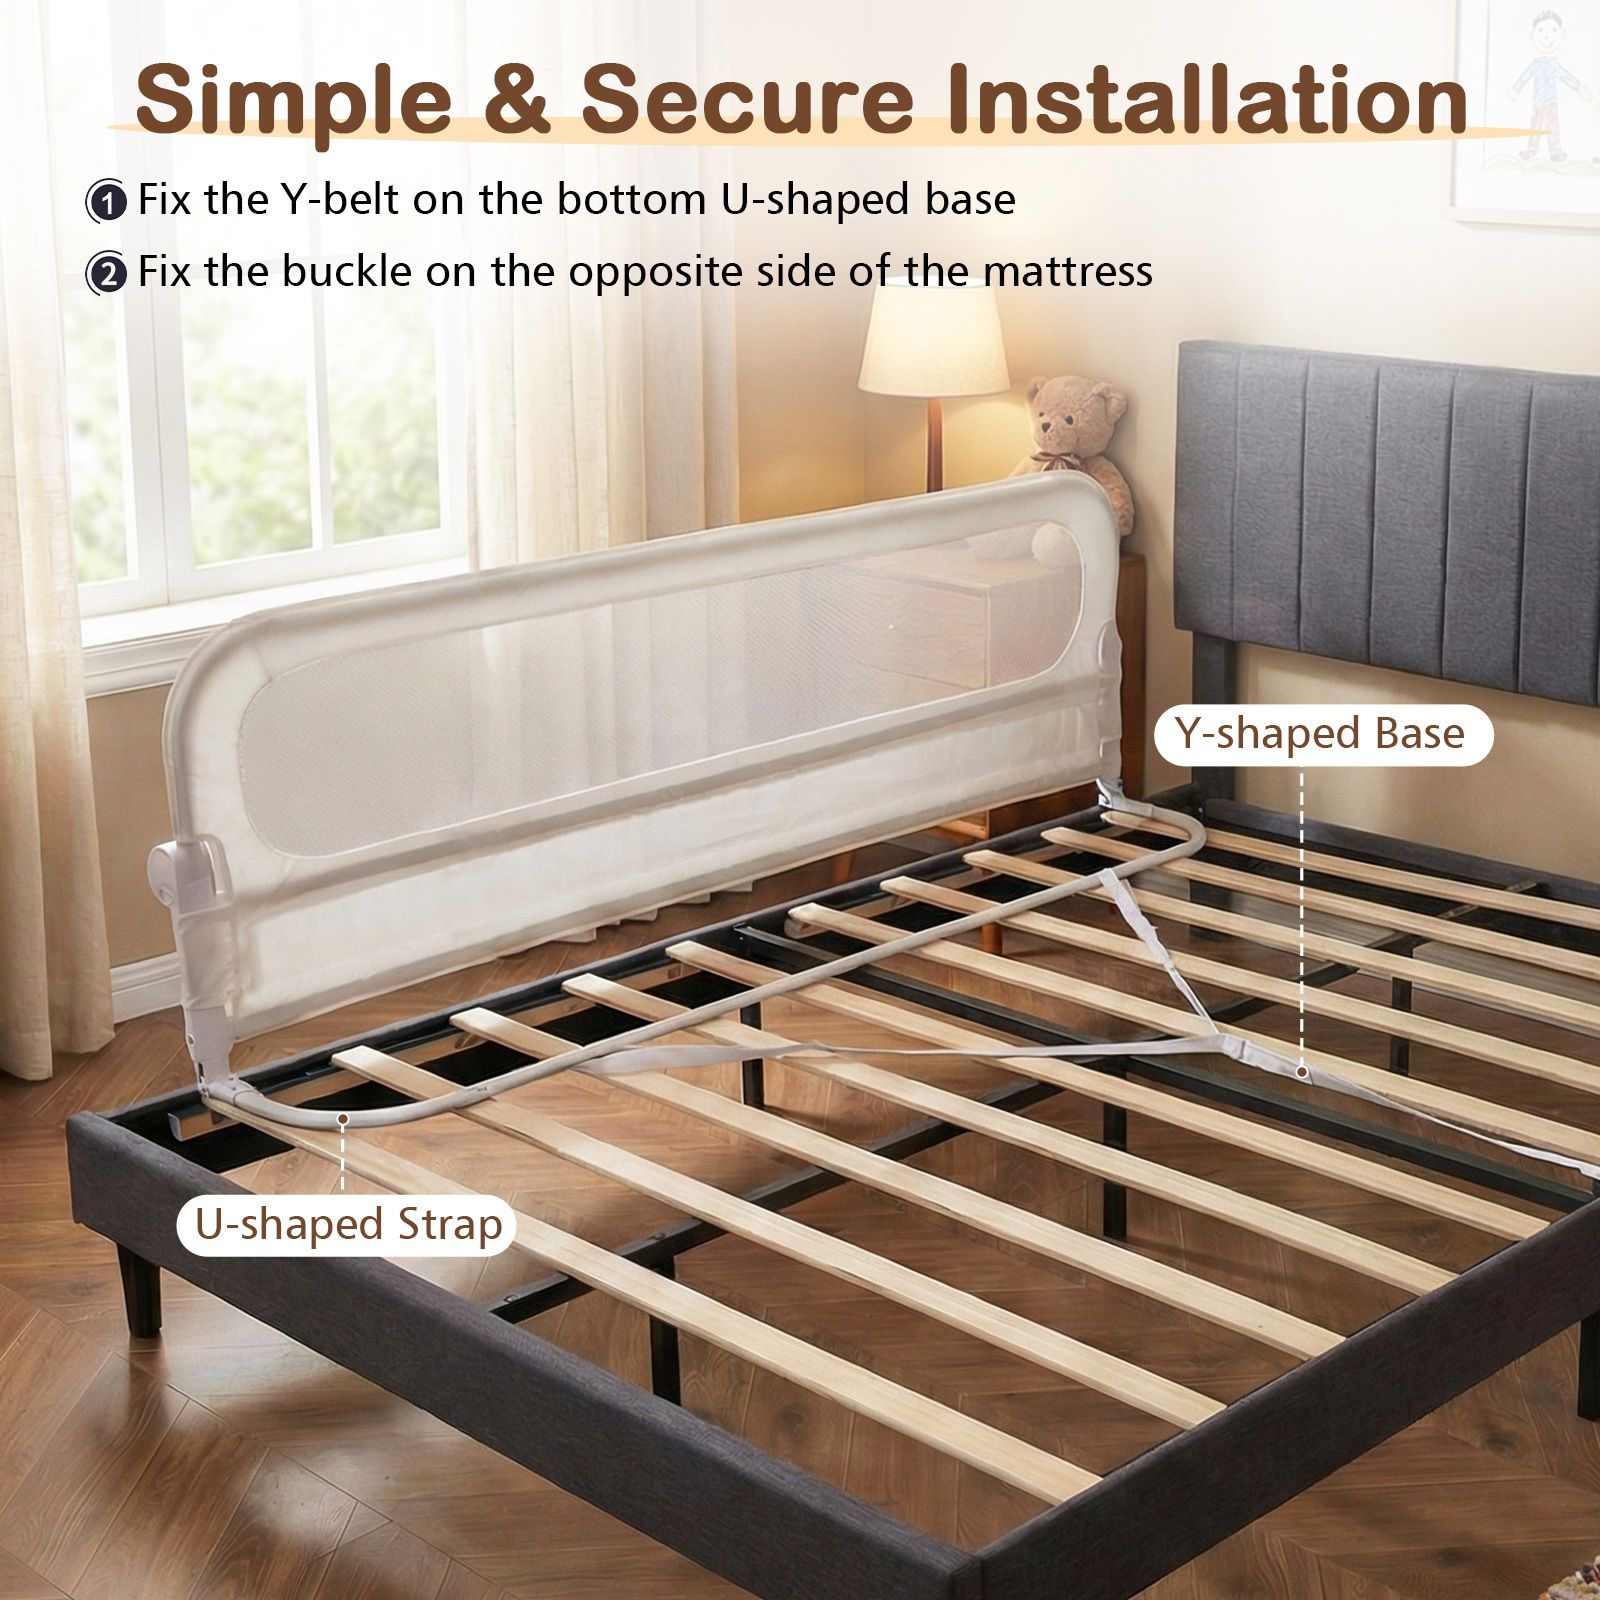 Simple & Secure Installation
1 Fix the Y-belt on the bottom U-shaped base
2 Fix the buckle on the opposite side of the mattress
Y-shaped Base
U-shaped Strap